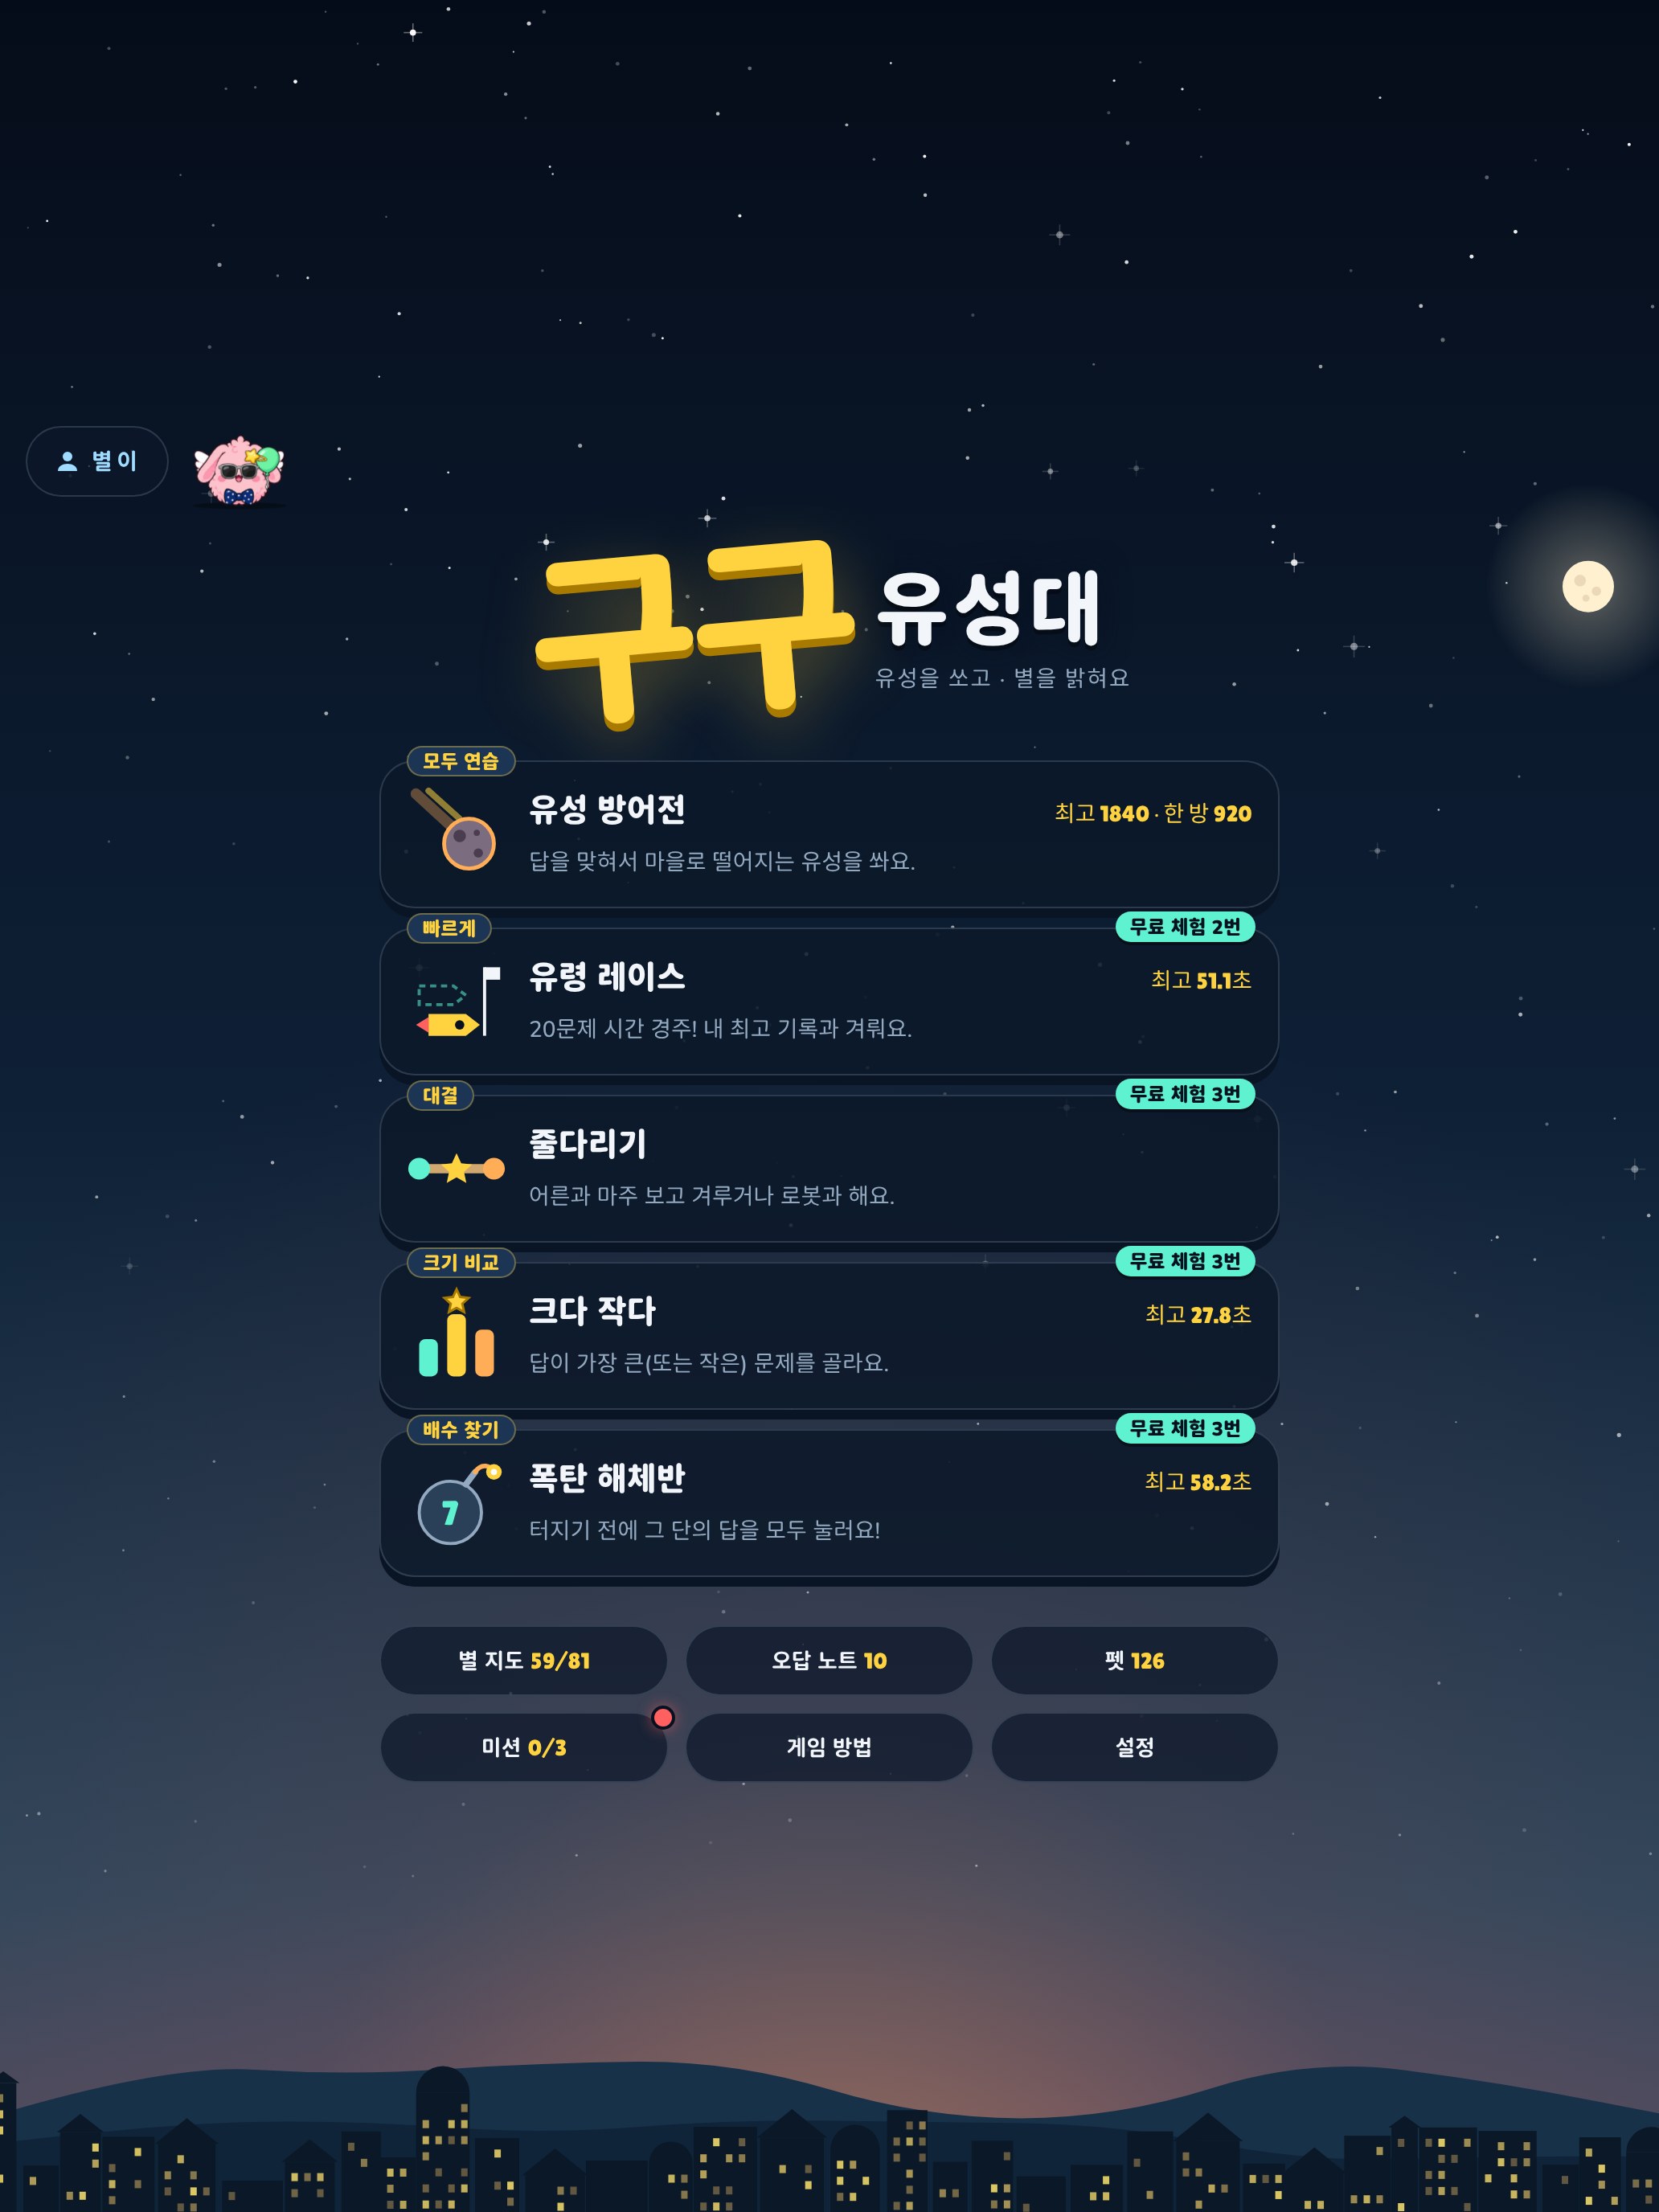 별이
구구 유성대
유성을 쏘고 · 별을 밝혀요
모두 연습
유성 방어전
최고 1840 · 한 방 920
답을 맞혀서 마을로 떨어지는 유성을 쏴요.
빠르게
무료 체험 2번
유령 레이스
최고 51.1초
20문제 시간 경주! 내 최고 기록과 겨뤄요.
대결
무료 체험 3번
줄다리기
어른과 마주 보고 겨루거나 로봇과 해요.
크기 비교
무료 체험 3번
크다 작다
최고 27.8초
답이 가장 큰(또는 작은) 문제를 골라요.
배수 찾기
무료 체험 3번
7
폭탄 해체반
최고 58.2초
터지기 전에 그 단의 답을 모두 눌러요!
별 지도 59/81
오답 노트 10
펫 126
미션 0/3
게임 방법
설정